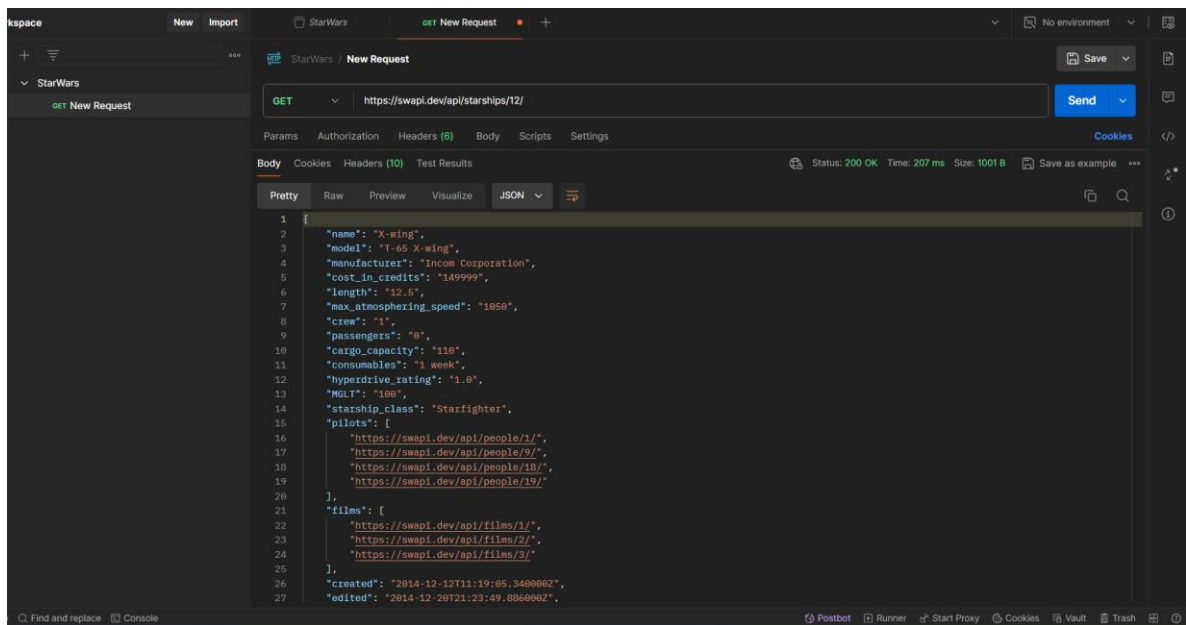 kspace New Import StarWars GET New Request No environment
StarWars / New Request Save
StarWars
GET New Request
GET https://swapi.dev/api/starships/12/ Send
Params Authorization Headers (6) Body Scripts Settings Cookies
Body Cookies Headers (10) Test Results Status: 200 OK Time: 207 ms Size: 1001 B Save as example
Pretty Raw Preview Visualize JSON
1 {
2 "name": "X-wing",
3 "model": "T-65 X-wing",
4 "manufacturer": "Incom Corporation",
5 "cost_in_credits": "149999",
6 "length": "12.5",
7 "max_atmosphering_speed": "1050",
8 "crew": "1",
9 "passengers": "0",
10 "cargo_capacity": "110",
11 "consumables": "1 week",
12 "hyperdrive_rating": "1.0",
13 "MGLT": "100",
14 "starship_class": "Starfighter",
15 "pilots": [
16 "https://swapi.dev/api/people/1/",
17 "https://swapi.dev/api/people/9/",
18 "https://swapi.dev/api/people/18/",
19 "https://swapi.dev/api/people/19/"
20 ],
21 "films": [
22 "https://swapi.dev/api/films/1/",
23 "https://swapi.dev/api/films/2/",
24 "https://swapi.dev/api/films/3/"
25 ],
26 "created": "2014-12-12T11:19:05.340000Z",
27 "edited": "2014-12-20T21:23:49.886000Z",
Find and replace Console Postbot Runner Start Proxy Cookies Vault Trash